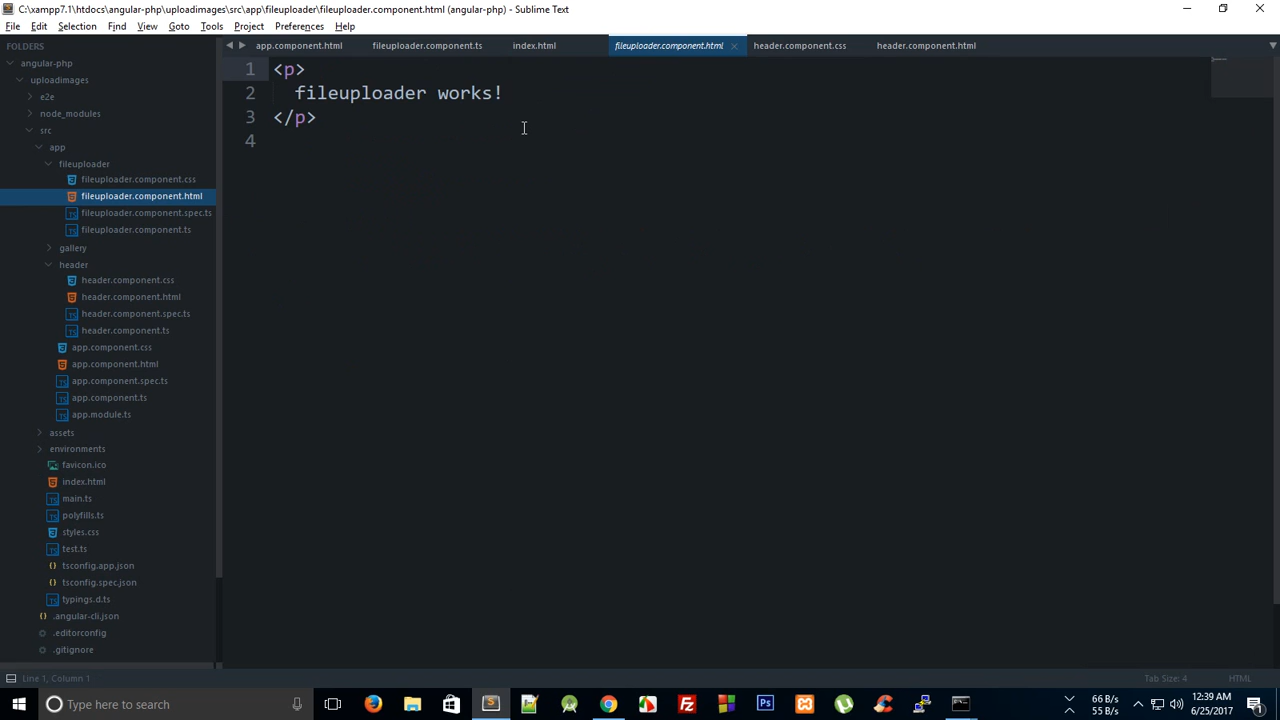 C:\xampp7.1\htdocs\angular-php\uploadimages\src\app\fileuploader\fileuploader.component.html (angular-php) - Sublime Text
File Edit Selection Find View Goto Tools Project Preferences Help
FOLDERS
angular-php
uploadimages
e2e
node_modules
src
app
fileuploader
fileuploader.component.css
fileuploader.component.html
fileuploader.component.spec.ts
fileuploader.component.ts
gallery
header
header.component.css
header.component.html
header.component.spec.ts
header.component.ts
app.component.css
app.component.html
app.component.spec.ts
app.component.ts
app.module.ts
assets
environments
favicon.ico
index.html
main.ts
polyfills.ts
styles.css
test.ts
tsconfig.app.json
tsconfig.spec.json
typings.d.ts
.angular-cli.json
.editorconfig
.gitignore
app.component.html fileuploader.component.ts index.html fileuploader.component.html header.component.css header.component.html
1 <p>
2 fileuploader works!
3 </p>
4
Line 1, Column 1 Tab Size: 4 HTML
Type here to search
66 B/s
55 B/s
12:39 AM
6/25/2017